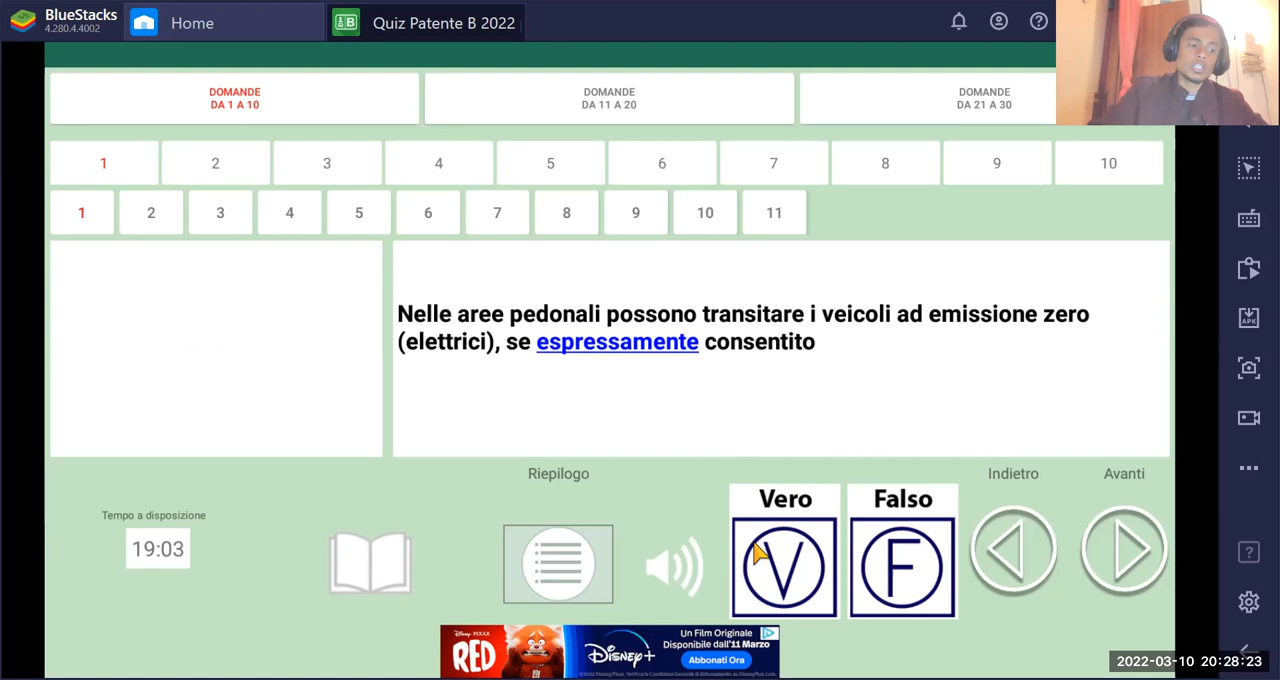 BlueStacks
4.280.4.4002
Home
B
Quiz Patente B 2022
DOMANDE
DA 1 A 10
DOMANDE
DA 11 A 20
DOMANDE
DA 21 A 30
1 2 3 4 5 6 7 8 9 10
1 2 3 4 5 6 7 8 9 10 11
Nelle aree pedonali possono transitare i veicoli ad emissione zero
(elettrici), se espressamente consentito
Riepilogo
Indietro
Avanti
Tempo a disposizione
19:03
Vero
Falso
V
F
APK
Disney PIXAR
RED
Disney+
Un Film Originale
Disponibile dall'11 Marzo
Abbonati Ora
2022-03-10 20:28:23